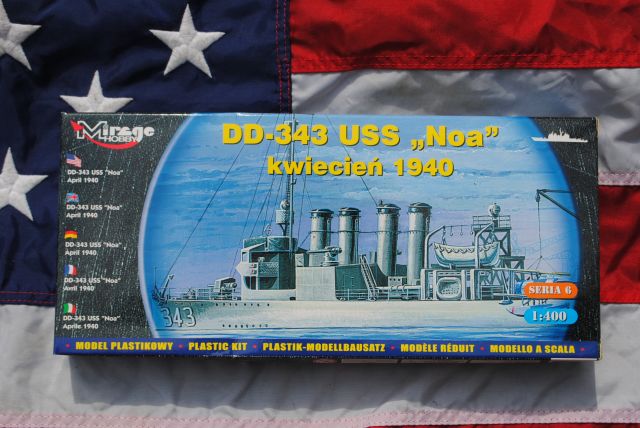 Mirage
HOBBY
DD-343 USS „Noa”
kwiecień 1940
DD-343 USS "Noa"
April 1940
DD-343 USS "Noa"
April 1940
DD-343 USS "Noa"
April 1940
DD-343 USS "Noa"
Avril 1940
DD-343 USS "Noa"
Aprile 1940
343
SERIA 6
1:400
MODEL PLASTIKOWY • PLASTIC KIT • PLASTIK-MODELLBAUSATZ • MODÈLE RÉDUIT • MODELLO A SCALA